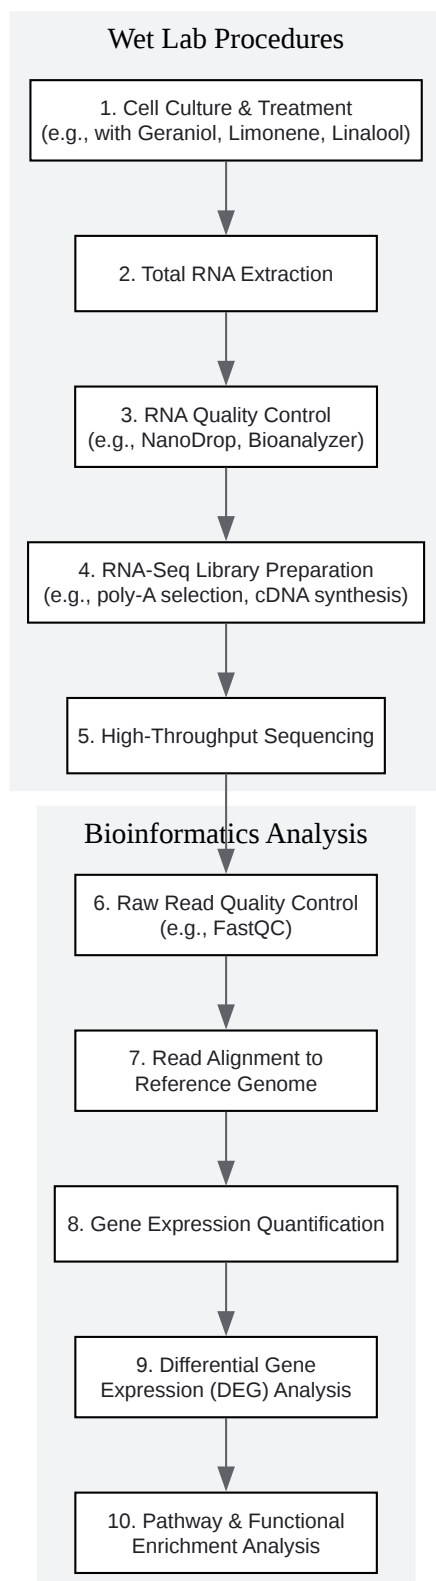 Wet Lab Procedures
1. Cell Culture & Treatment
(e.g., with Geraniol, Limonene, Linalool)
2. Total RNA Extraction
3. RNA Quality Control
(e.g., NanoDrop, Bioanalyzer)
4. RNA-Seq Library Preparation
(e.g., poly-A selection, cDNA synthesis)
5. High-Throughput Sequencing
Bioinformatics Analysis
6. Raw Read Quality Control
(e.g., FastQC)
7. Read Alignment to
Reference Genome
8. Gene Expression Quantification
9. Differential Gene
Expression (DEG) Analysis
10. Pathway & Functional
Enrichment Analysis